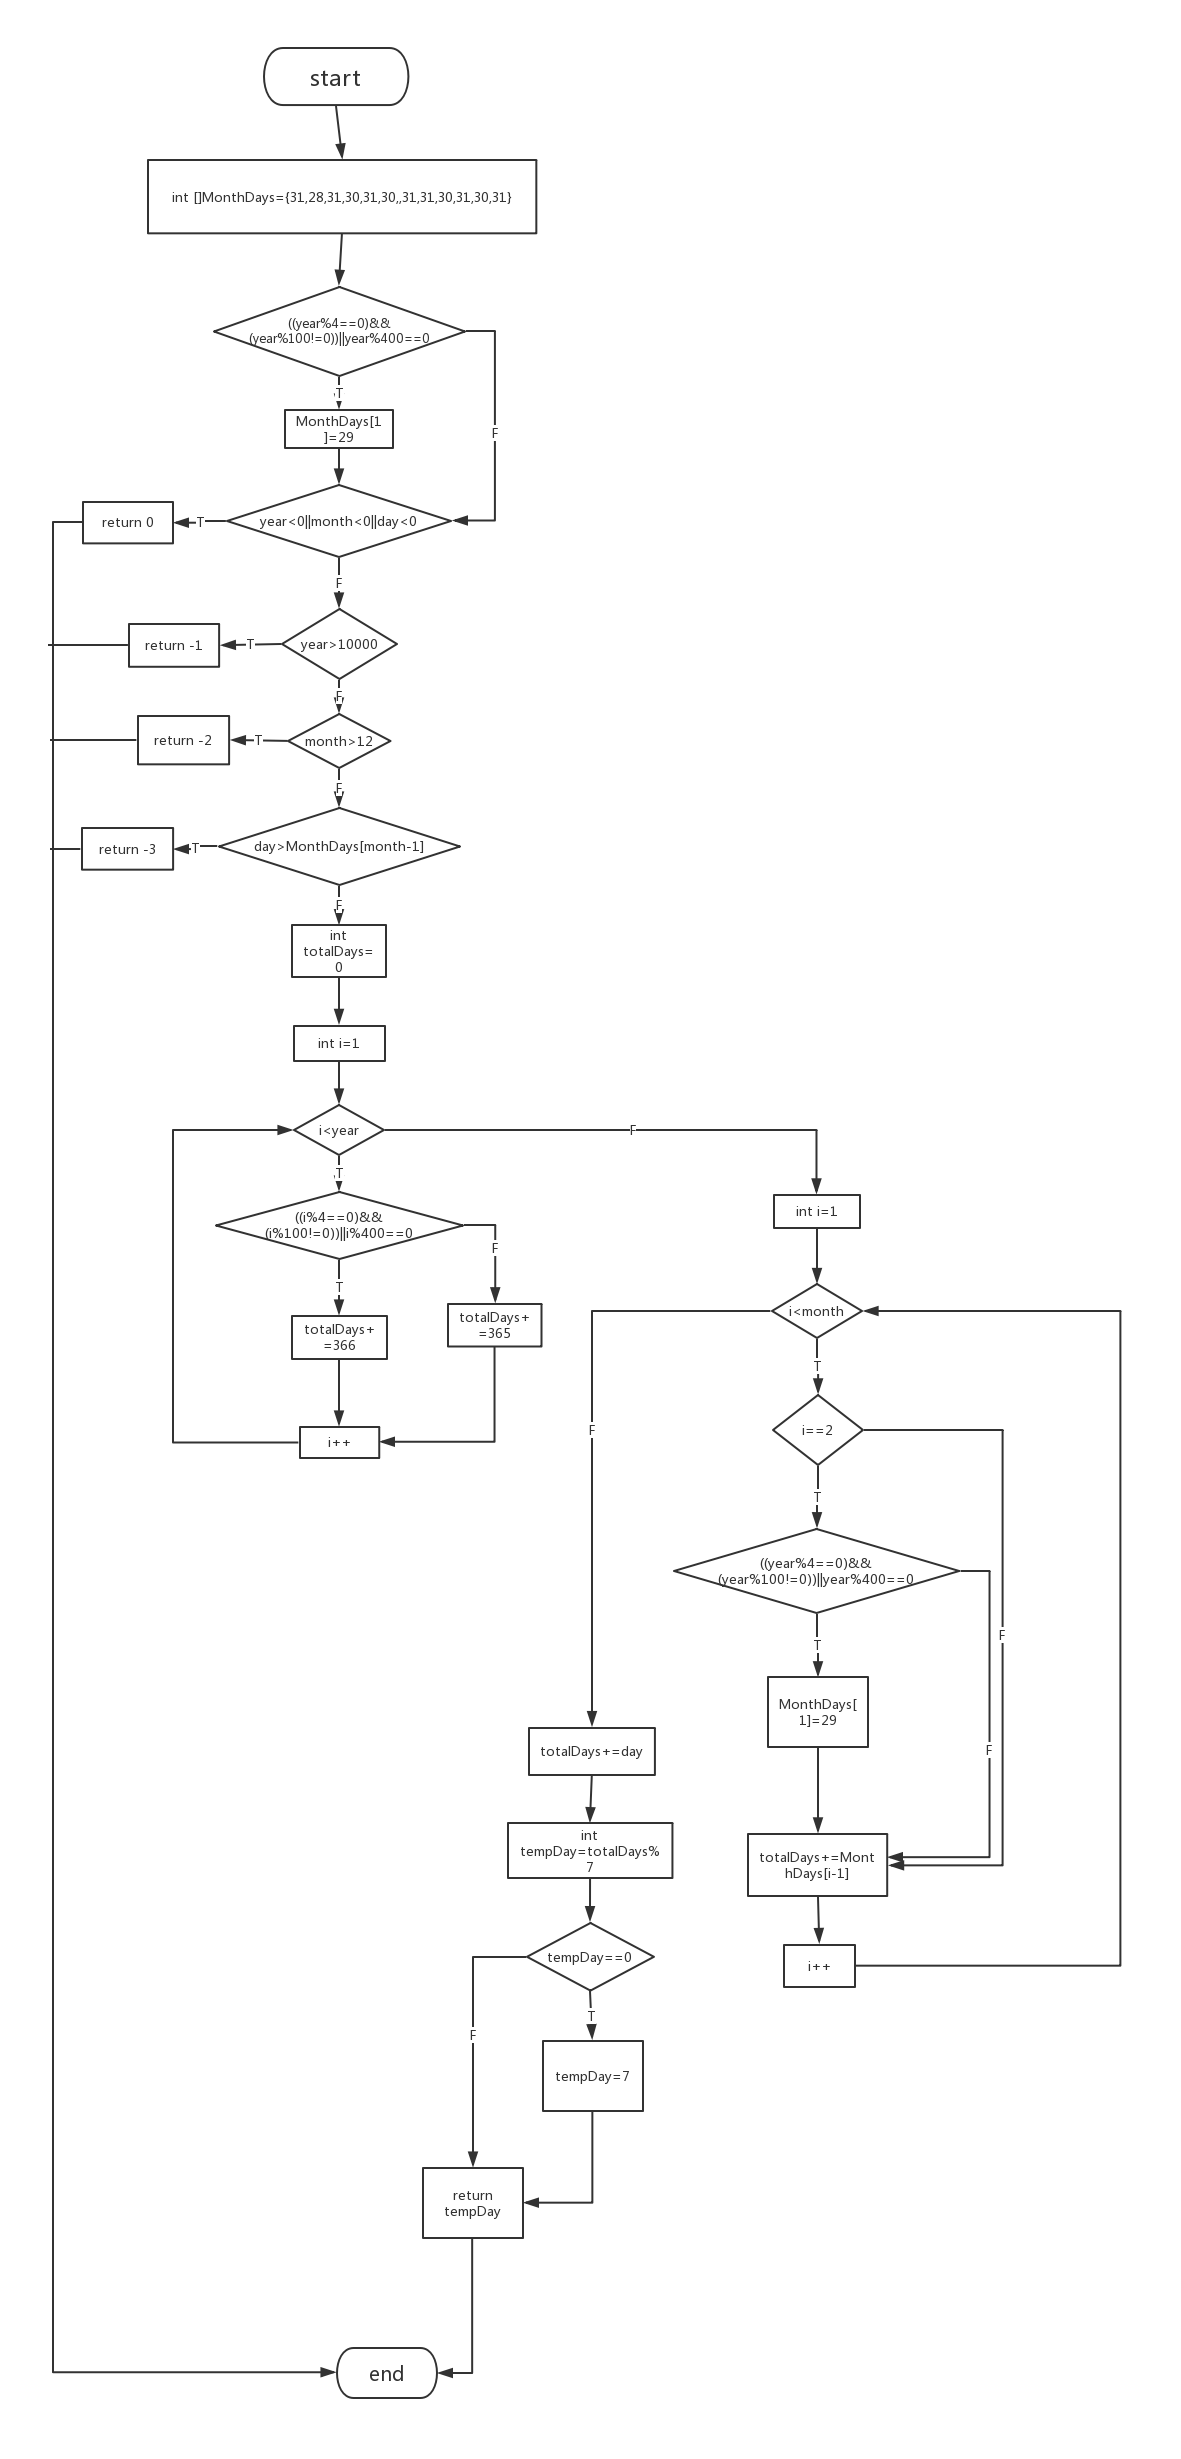 start
int []MonthDays={31,28,31,30,31,30,,31,31,30,31,30,31}
((year%4==0)&&
(year%100!=0))||year%400==0
T
F
MonthDays[1
]=29
year<0||month<0||day<0
T
return 0
F
year>10000
T
return -1
F
month>12
T
return -2
F
day>MonthDays[month-1]
T
return -3
F
int
totalDays=
0
int i=1
i<year
F
T
((i%4==0)&&
(i%100!=0))||i%400==0
F
T
totalDays+
=366
totalDays+
=365
i++
int i=1
i<month
F
T
i==2
F
T
((year%4==0)&&
(year%100!=0))||year%400==0
F
T
MonthDays[
1]=29
totalDays+=Mont
hDays[i-1]
i++
totalDays+=day
int
tempDay=totalDays%
7
tempDay==0
F
T
tempDay=7
return
tempDay
end